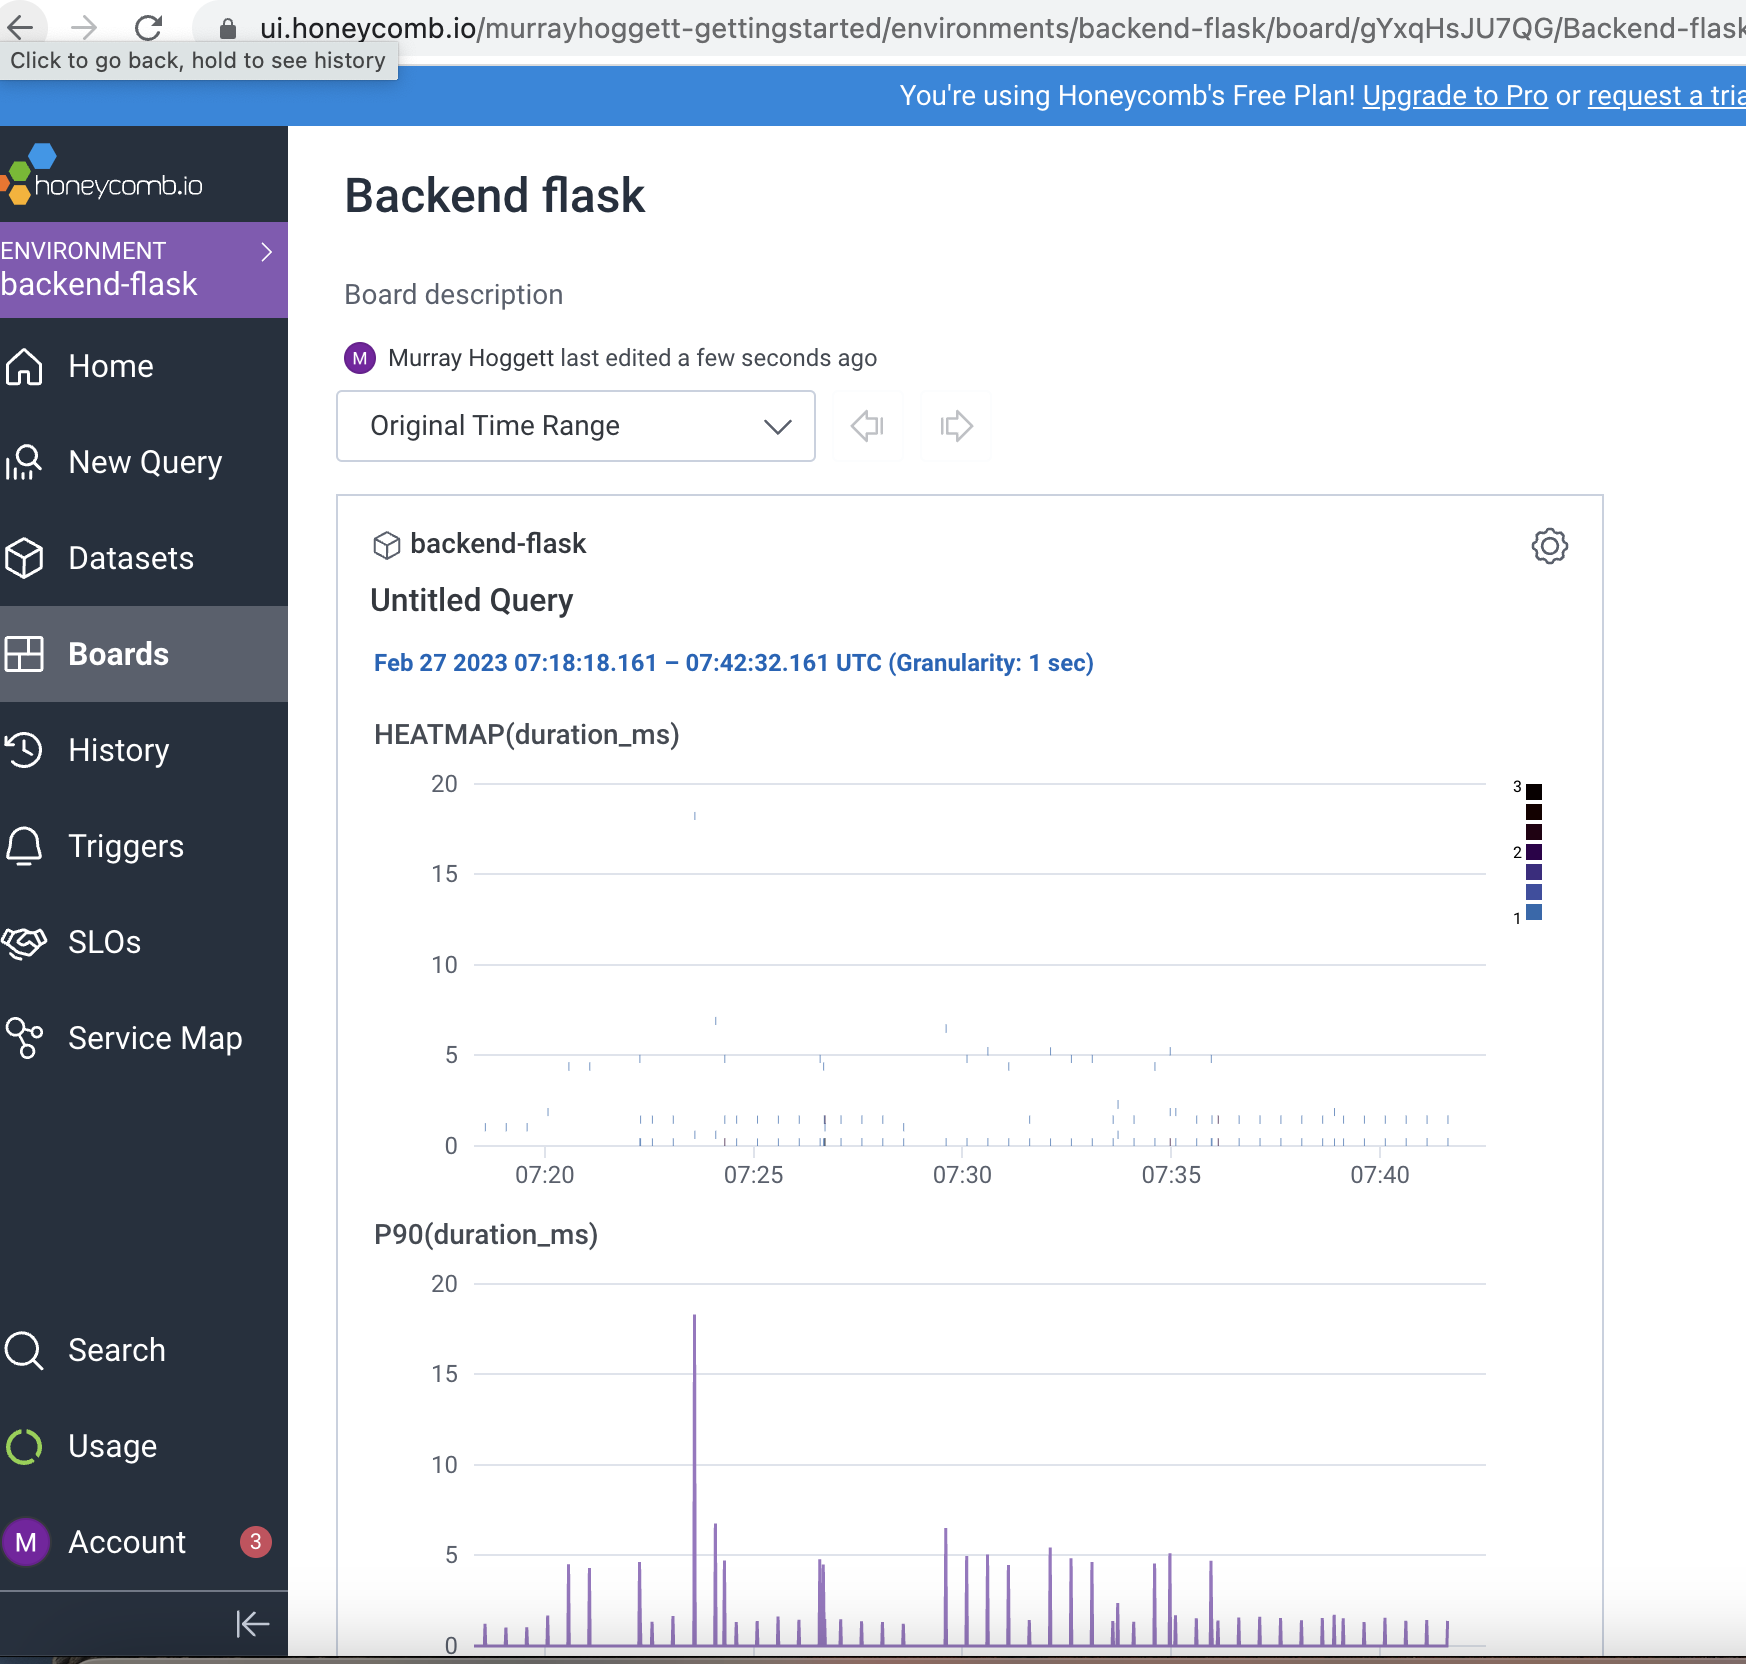 ui.honeycomb.io/murrayhoggett-gettingstarted/environments/backend-flask/board/gYxqHsJU7QG/Backend-flask
Click to go back, hold to see history
You're using Honeycomb's Free Plan! Upgrade to Pro or request a tria
honeycomb.io
ENVIRONMENT
backend-flask
Home
New Query
Datasets
Boards
History
Triggers
SLOs
Service Map
Search
Usage
M Account 3
Backend flask
Board description
M Murray Hoggett last edited a few seconds ago
Original Time Range
backend-flask
Untitled Query
Feb 27 2023 07:18:18.161 – 07:42:32.161 UTC (Granularity: 1 sec)
HEATMAP(duration_ms)
20
15
10
5
0
07:20 07:25 07:30 07:35 07:40
3
2
1
P90(duration_ms)
20
15
10
5
0